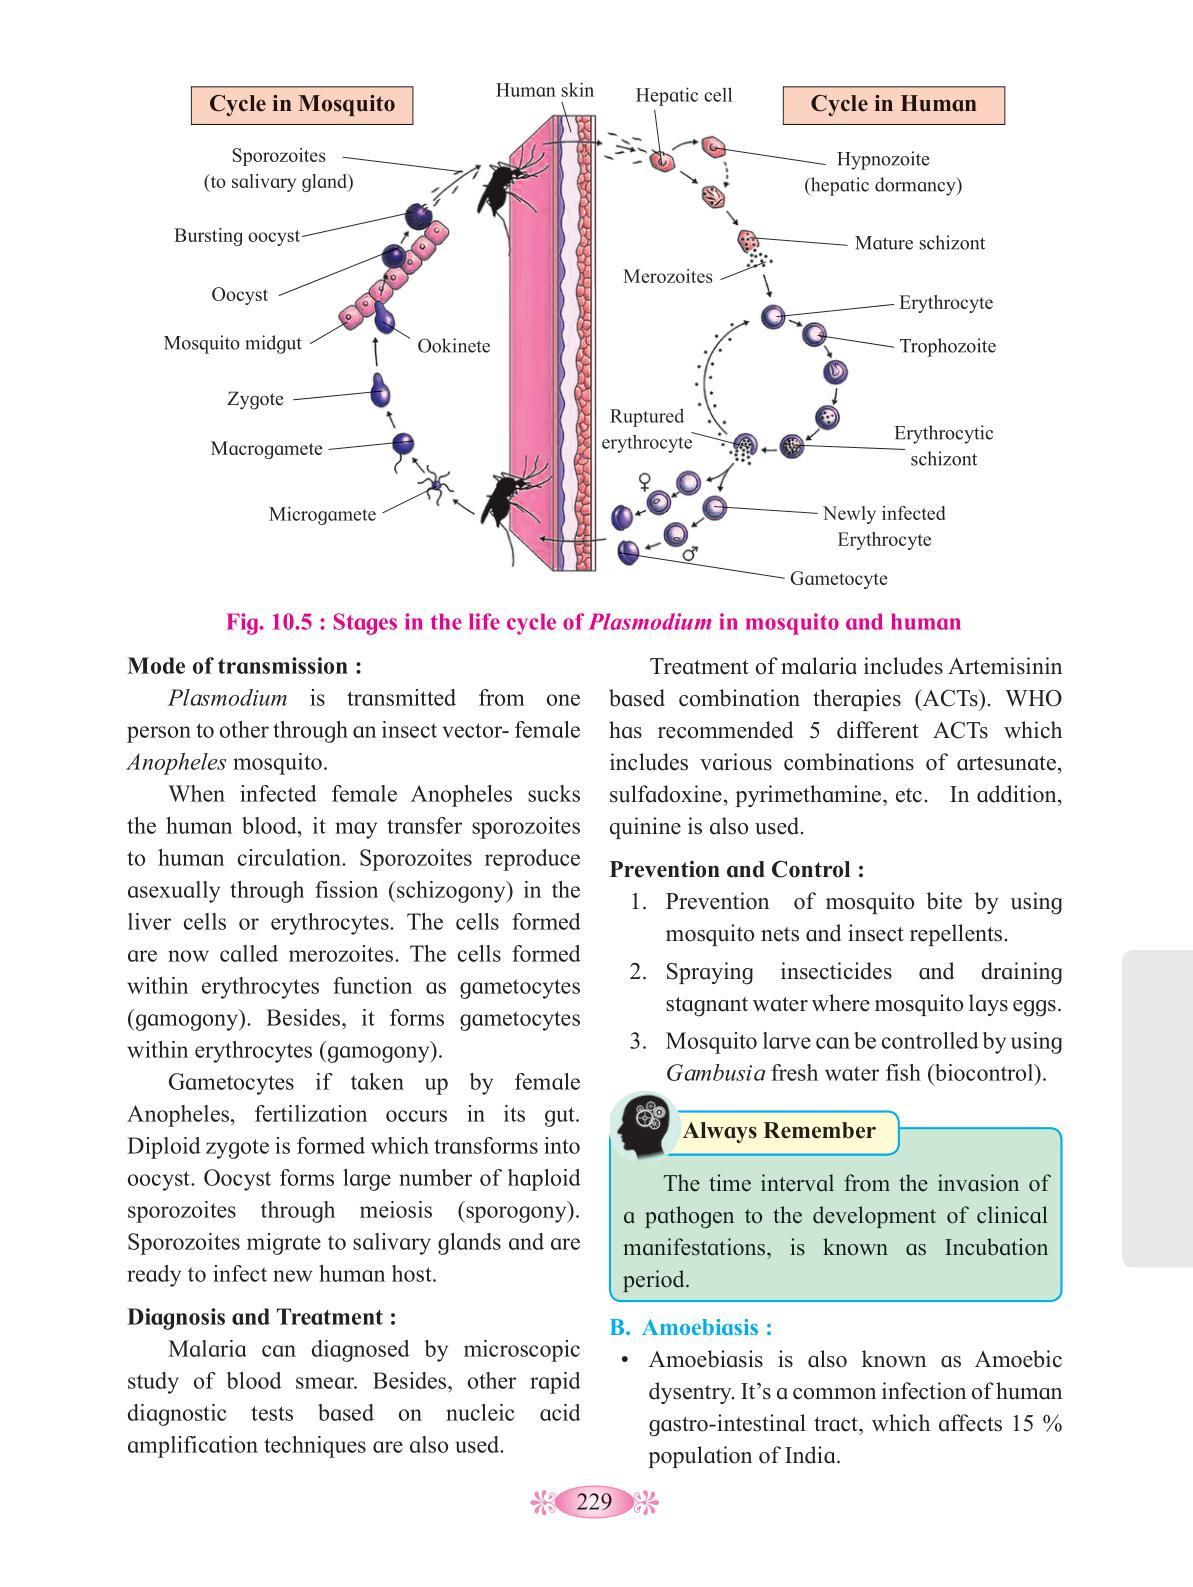 Cycle in Mosquito
Human skin
Hepatic cell
Cycle in Human
Sporozoites
(to salivary gland)
Hypnozoite
(hepatic dormancy)
Bursting oocyst
Mature schizont
Merozoites
Oocyst
Erythrocyte
Mosquito midgut
Ookinete
Trophozoite
Zygote
Ruptured
erythrocyte
Macrogamete
Erythrocytic
schizont
♀
Microgamete
Newly infected
Erythrocyte
♂
Gametocyte
Fig. 10.5 : Stages in the life cycle of Plasmodium in mosquito and human
Mode of transmission :
Plasmodium is transmitted from one
person to other through an insect vector- female
Anopheles mosquito.
When infected female Anopheles sucks
the human blood, it may transfer sporozoites
to human circulation. Sporozoites reproduce
asexually through fission (schizogony) in the
liver cells or erythrocytes. The cells formed
are now called merozoites. The cells formed
within erythrocytes function as gametocytes
(gamogony). Besides, it forms gametocytes
within erythrocytes (gamogony).
Gametocytes if taken up by female
Anopheles, fertilization occurs in its gut.
Diploid zygote is formed which transforms into
oocyst. Oocyst forms large number of haploid
sporozoites through meiosis (sporogony).
Sporozoites migrate to salivary glands and are
ready to infect new human host.
Diagnosis and Treatment :
Malaria can diagnosed by microscopic
study of blood smear. Besides, other rapid
diagnostic tests based on nucleic acid
amplification techniques are also used.
Treatment of malaria includes Artemisinin
based combination therapies (ACTs). WHO
has recommended 5 different ACTs which
includes various combinations of artesunate,
sulfadoxine, pyrimethamine, etc. In addition,
quinine is also used.
Prevention and Control :
1. Prevention of mosquito bite by using
mosquito nets and insect repellents.
2. Spraying insecticides and draining
stagnant water where mosquito lays eggs.
3. Mosquito larve can be controlled by using
Gambusia fresh water fish (biocontrol).
Always Remember
The time interval from the invasion of
a pathogen to the development of clinical
manifestations, is known as Incubation
period.
B. Amoebiasis :
• Amoebiasis is also known as Amoebic
dysentry. It’s a common infection of human
gastro-intestinal tract, which affects 15 %
population of India.
229